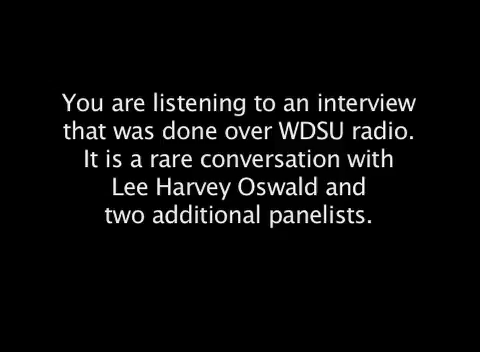 You are listening to an interview
that was done over WDSU radio.
It is a rare conversation with
Lee Harvey Oswald and
two additional panelists.